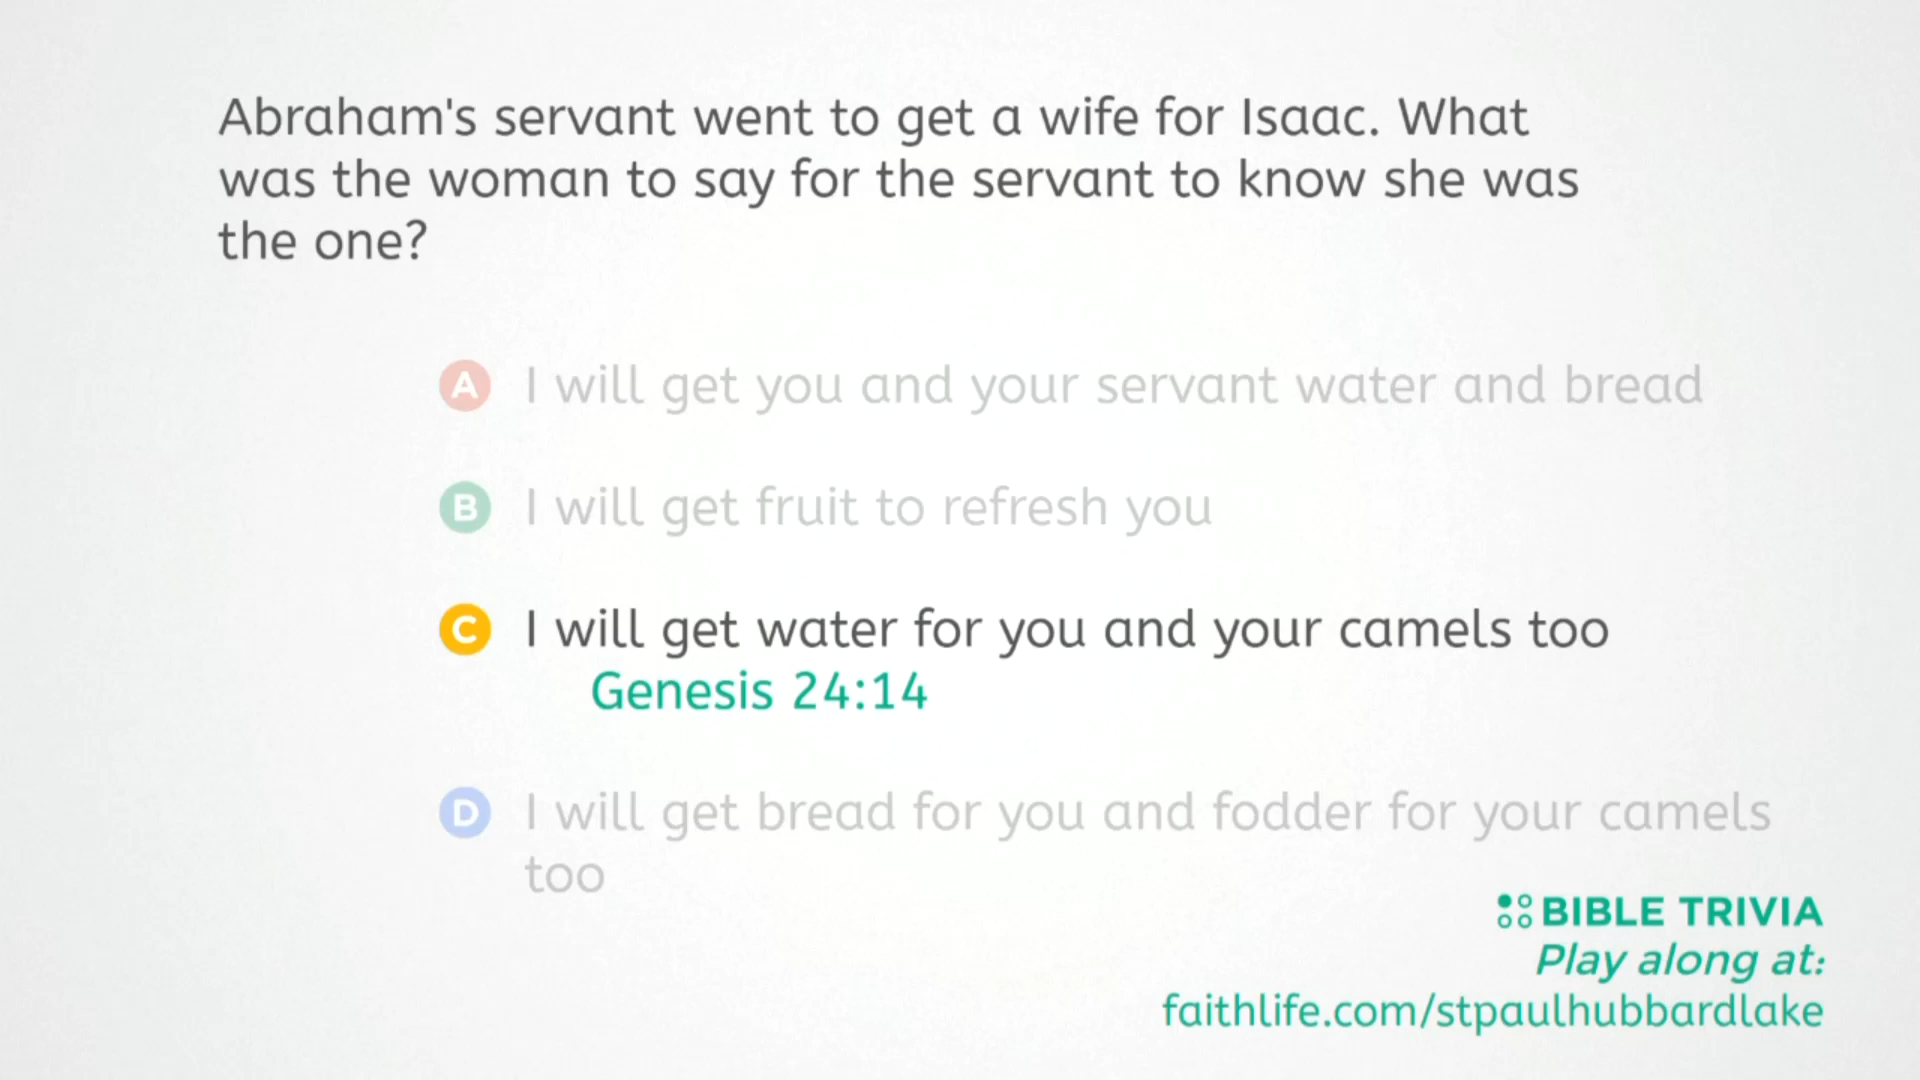 Abraham's servant went to get a wife for Isaac. What
was the woman to say for the servant to know she was
the one?
A I will get you and your servant water and bread
B I will get fruit to refresh you
C I will get water for you and your camels too
Genesis 24:14
D I will get bread for you and fodder for your camels
too
BIBLE TRIVIA
Play along at:
faithlife.com/stpaulhubbardlake